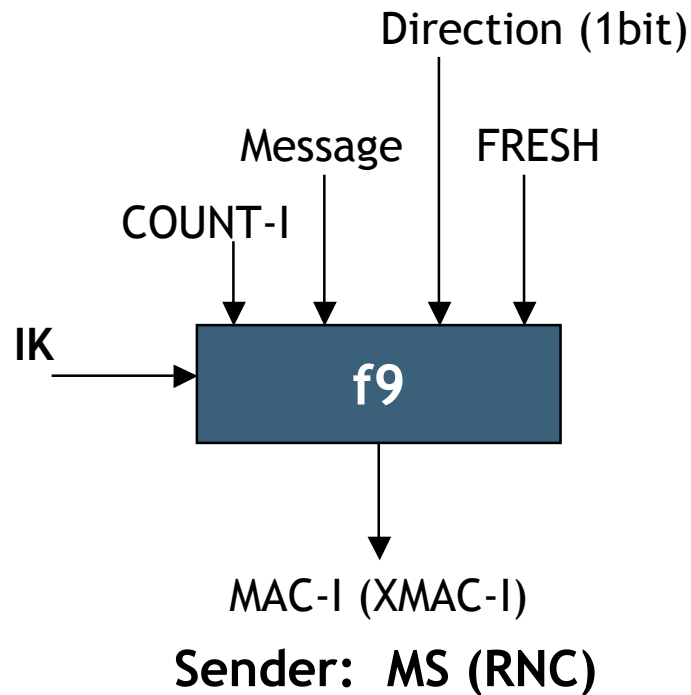 Direction (1bit)
Message
FRESH
COUNT-I
IK
f9
MAC-I (XMAC-I)
Sender: MS (RNC)